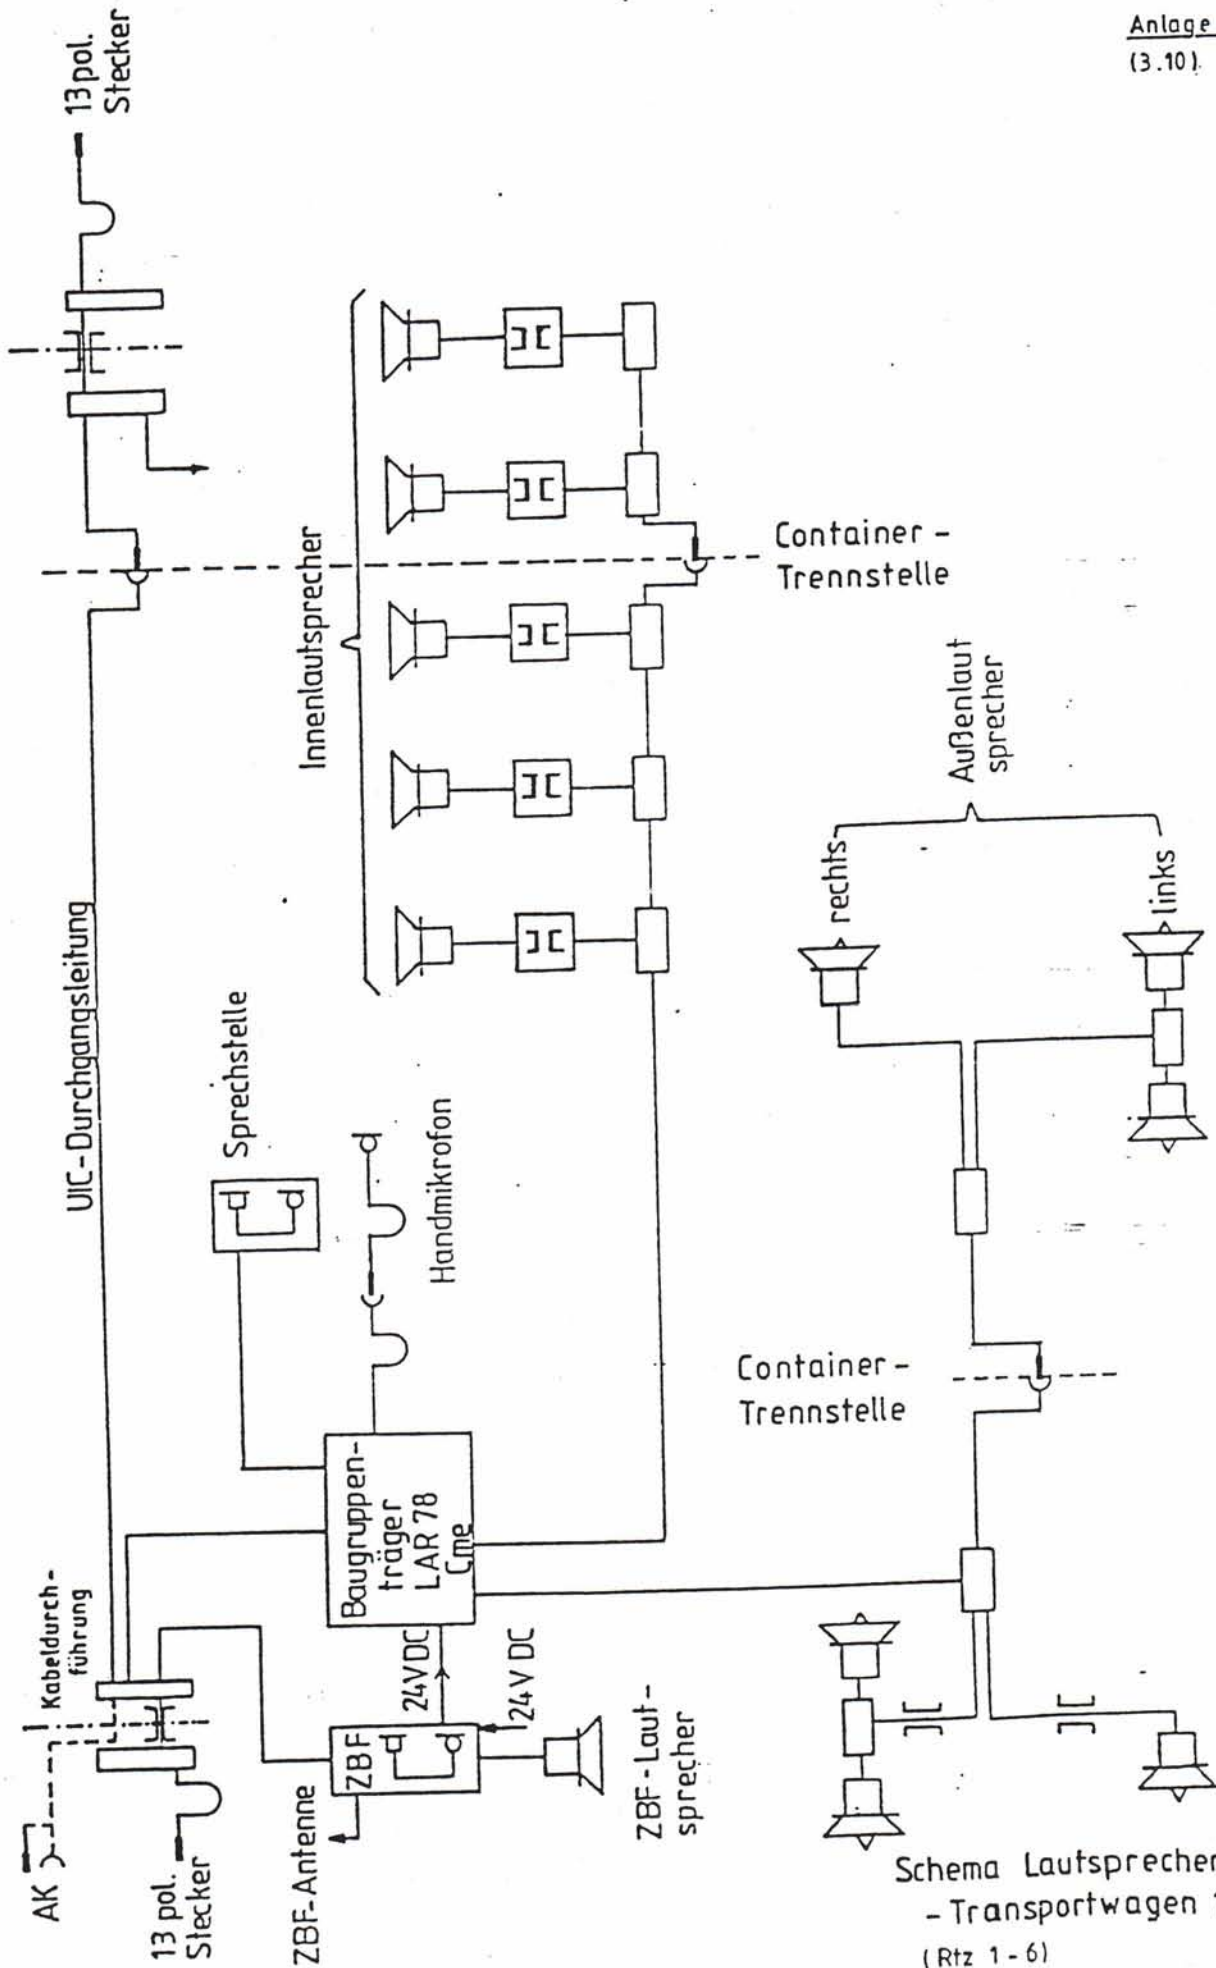 Anlage
(3.10)
13pol.
Stecker
Container -
Trennstelle
Innenlautsprecher
Außenlaut
sprecher
rechts
links
UIC-Durchgangsleitung
Sprechstelle
Handmikrofon
Container -
Trennstelle
Baugruppen-
träger
LAR 78
Cme
Kabeldurch-
führung
24V DC
24V DC
ZBF
ZBF-Laut-
sprecher
ZBF-Antenne
AK
13 pol.
Stecker
Schema Lautsprecher
- Transportwagen
(Rtz 1 - 6)